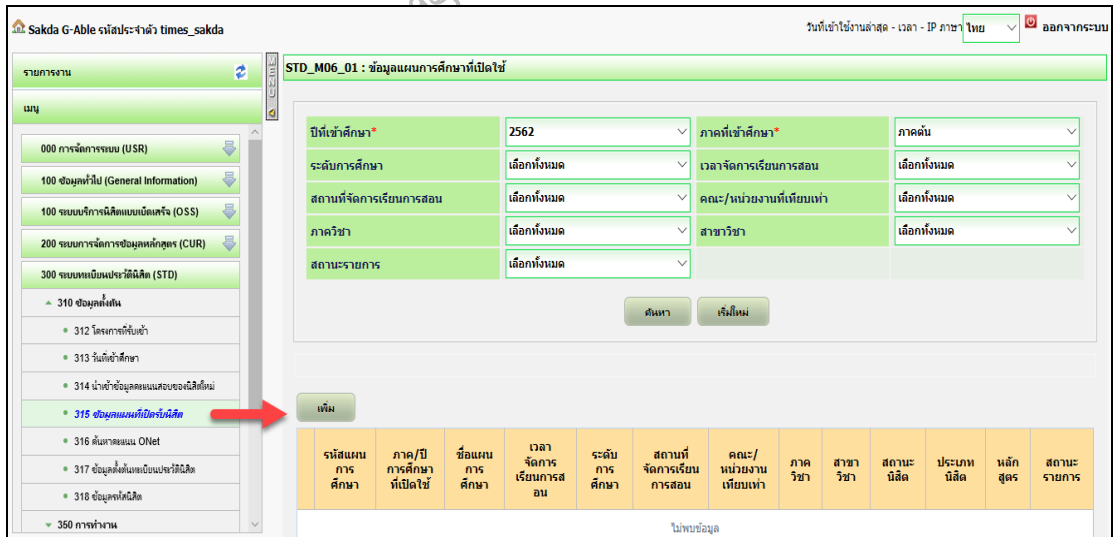 Sakda G-Able รหัสประจำตัว times_sakda
วันที่เข้าใช้งานล่าสุด - เวลา - IP ภาษา ไทย ออกจากระบบ
รายการงาน
MENU
STD_M06_01 : ข้อมูลแผนการศึกษาที่เปิดใช้
เมนู
000 การจัดการระบบ (USR)
100 ข้อมูลทั่วไป (General Information)
100 ระบบบริการนิสิตแบบเบ็ดเสร็จ (OSS)
200 ระบบการจัดการข้อมูลหลักสูตร (CUR)
300 ระบบทะเบียนประวัตินิสิต (STD)
310 ข้อมูลตั้งต้น
312 โครงการที่รับเข้า
313 วันที่เข้าศึกษา
314 นำเข้าข้อมูลคะแนนสอบของนิสิตใหม่
315 ข้อมูลแผนที่เปิดรับนิสิต
316 ค้นหาคะแนน ONet
317 ข้อมูลตั้งต้นทะเบียนประวัตินิสิต
318 ข้อมูลรหัสนิสิต
350 การทำงาน
ปีที่เข้าศึกษา* 2562 ภาคที่เข้าศึกษา* ภาคต้น
ระดับการศึกษา เลือกทั้งหมด เวลาจัดการเรียนการสอน เลือกทั้งหมด
สถานที่จัดการเรียนการสอน เลือกทั้งหมด คณะ/หน่วยงานที่เทียบเท่า เลือกทั้งหมด
ภาควิชา เลือกทั้งหมด สาขาวิชา เลือกทั้งหมด
สถานะรายการ เลือกทั้งหมด
ค้นหา เริ่มใหม่
เพิ่ม
รหัสแผนการศึกษา ภาค/ปีการศึกษาที่เปิดใช้ ชื่อแผนการศึกษา เวลาจัดการเรียนการสอน ระดับการศึกษา สถานที่จัดการเรียนการสอน คณะ/หน่วยงานเทียบเท่า ภาควิชา สาขาวิชา สถานะนิสิต ประเภทนิสิต หลักสูตร สถานะรายการ
ไม่พบข้อมูล